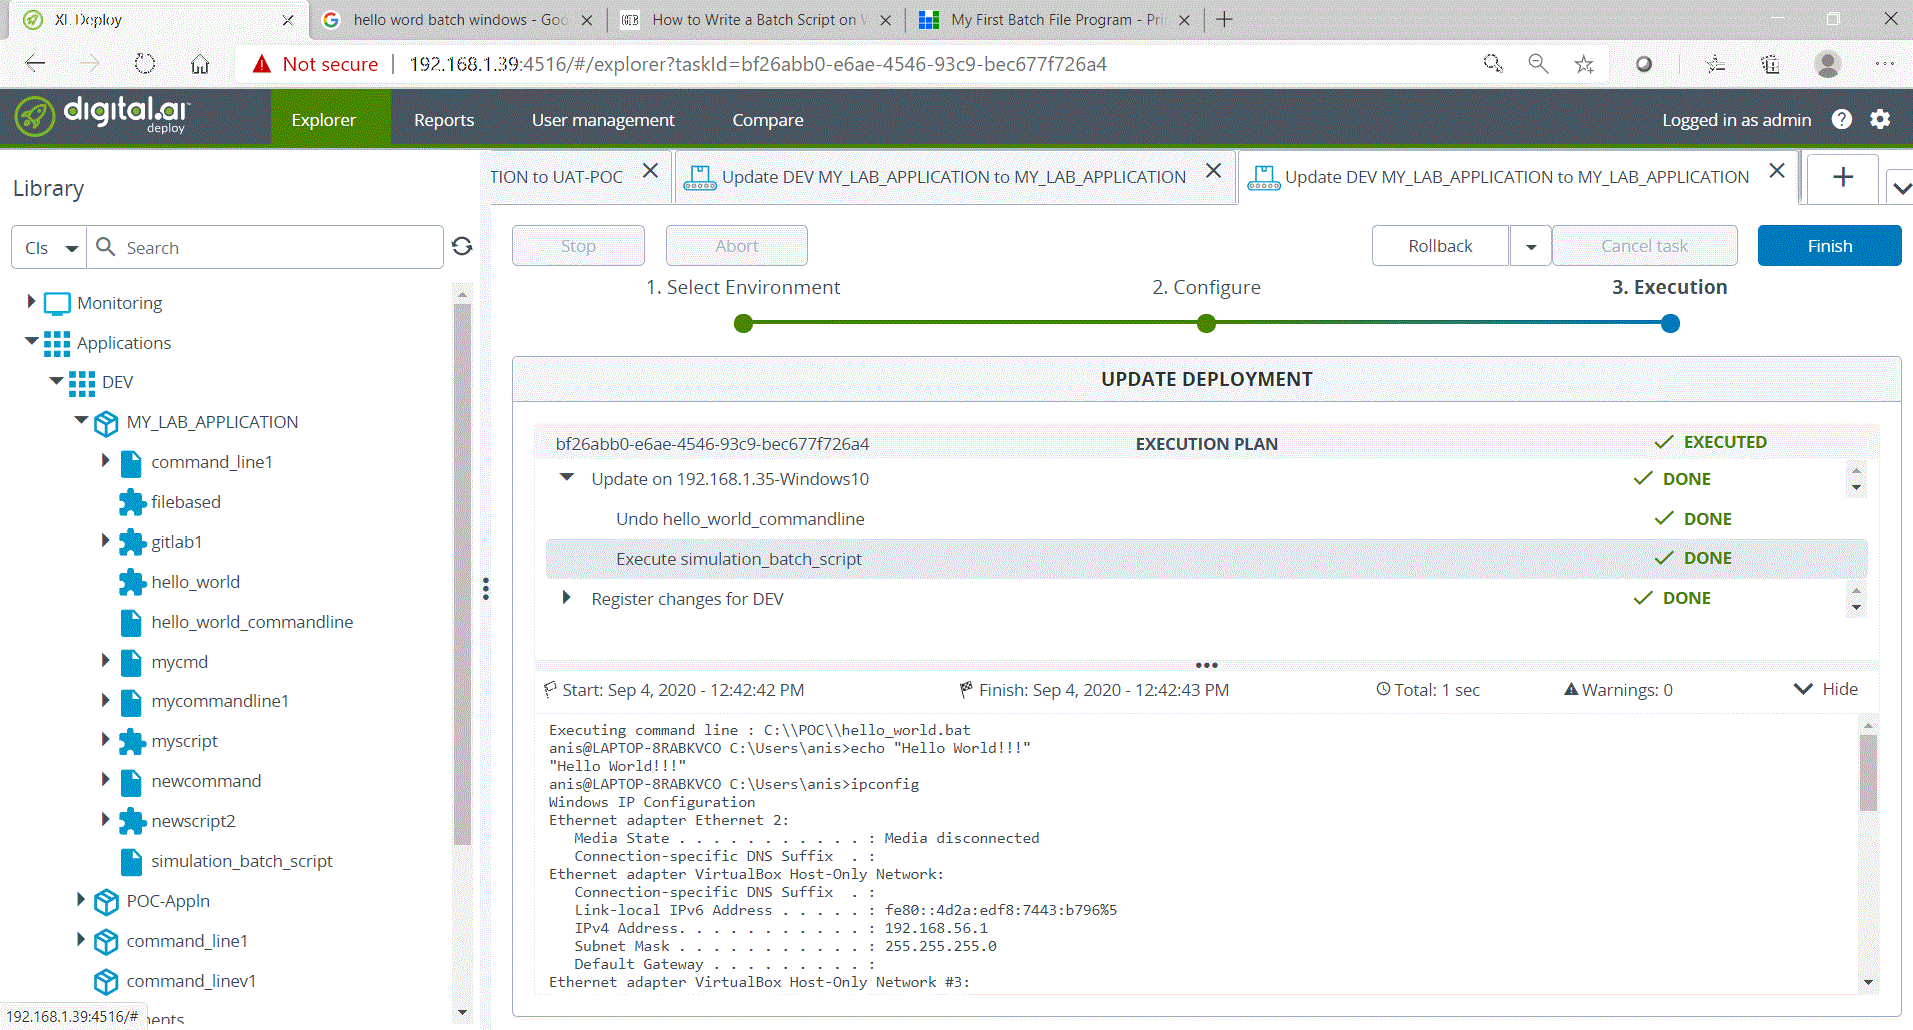 XL Deploy
hello word batch windows - Goo
How to Write a Batch Script on W
My First Batch File Program - Pri
Not secure | 192.168.1.39:4516/#/explorer?taskId=bf26abb0-e6ae-4546-93c9-bec677f726a4
digital.ai
deploy
Explorer
Reports
User management
Compare
Logged in as admin
Library
CIs
Search
Monitoring
Applications
DEV
MY_LAB_APPLICATION
command_line1
filebased
gitlab1
hello_world
hello_world_commandline
mycmd
mycommandline1
myscript
newcommand
newscript2
simulation_batch_script
POC-Appln
command_line1
command_linev1
192.168.1.39:4516/#
TION to UAT-POC
Update DEV MY_LAB_APPLICATION to MY_LAB_APPLICATION
Update DEV MY_LAB_APPLICATION to MY_LAB_APPLICATION
Stop
Abort
Rollback
Cancel task
Finish
1. Select Environment
2. Configure
3. Execution
UPDATE DEPLOYMENT
bf26abb0-e6ae-4546-93c9-bec677f726a4 EXECUTION PLAN EXECUTED
Update on 192.168.1.35-Windows10 DONE
Undo hello_world_commandline DONE
Execute simulation_batch_script DONE
Register changes for DEV DONE
Start: Sep 4, 2020 - 12:42:42 PM Finish: Sep 4, 2020 - 12:42:43 PM Total: 1 sec Warnings: 0 Hide
Executing command line : C:\\POC\\hello_world.bat
anis@LAPTOP-8RABKVCO C:\Users\anis>echo "Hello World!!!"
"Hello World!!!"
anis@LAPTOP-8RABKVCO C:\Users\anis>ipconfig
Windows IP Configuration
Ethernet adapter Ethernet 2:
Media State . . . . . . . . . . . : Media disconnected
Connection-specific DNS Suffix  . :
Ethernet adapter VirtualBox Host-Only Network:
Connection-specific DNS Suffix  . :
Link-local IPv6 Address . . . . . : fe80::4d2a:edf8:7443:b796%5
IPv4 Address. . . . . . . . . . . : 192.168.56.1
Subnet Mask . . . . . . . . . . . : 255.255.255.0
Default Gateway . . . . . . . . . :
Ethernet adapter VirtualBox Host-Only Network #3: